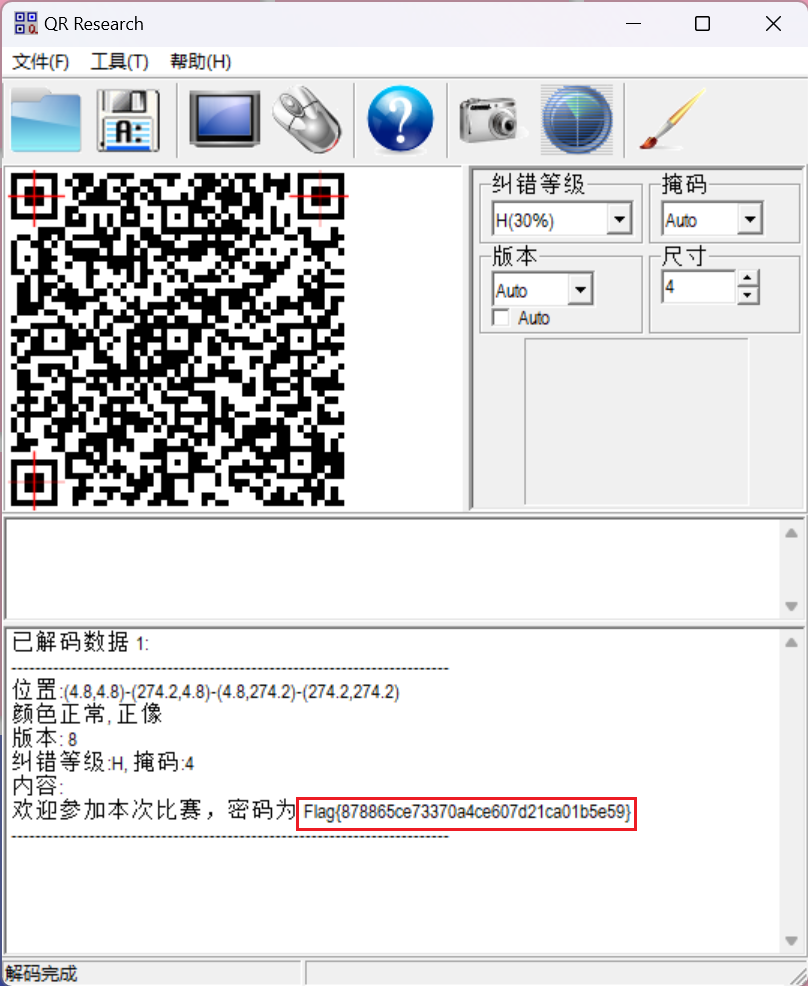 QR Research
文件(F) 工具(T) 帮助(H)
A:
纠错等级 掩码
H(30%) Auto
版本 尺寸
Auto 4
Auto
已解码数据 1:
--------------------------------------------------------------------------------
位置:(4.8,4.8)-(274.2,4.8)-(4.8,274.2)-(274.2,274.2)
颜色正常, 正像
版本: 8
纠错等级:H, 掩码:4
内容:
欢迎参加本次比赛，密码为 Flag{878865ce73370a4ce607d21ca01b5e59}
--------------------------------------------------------------------------------
解码完成